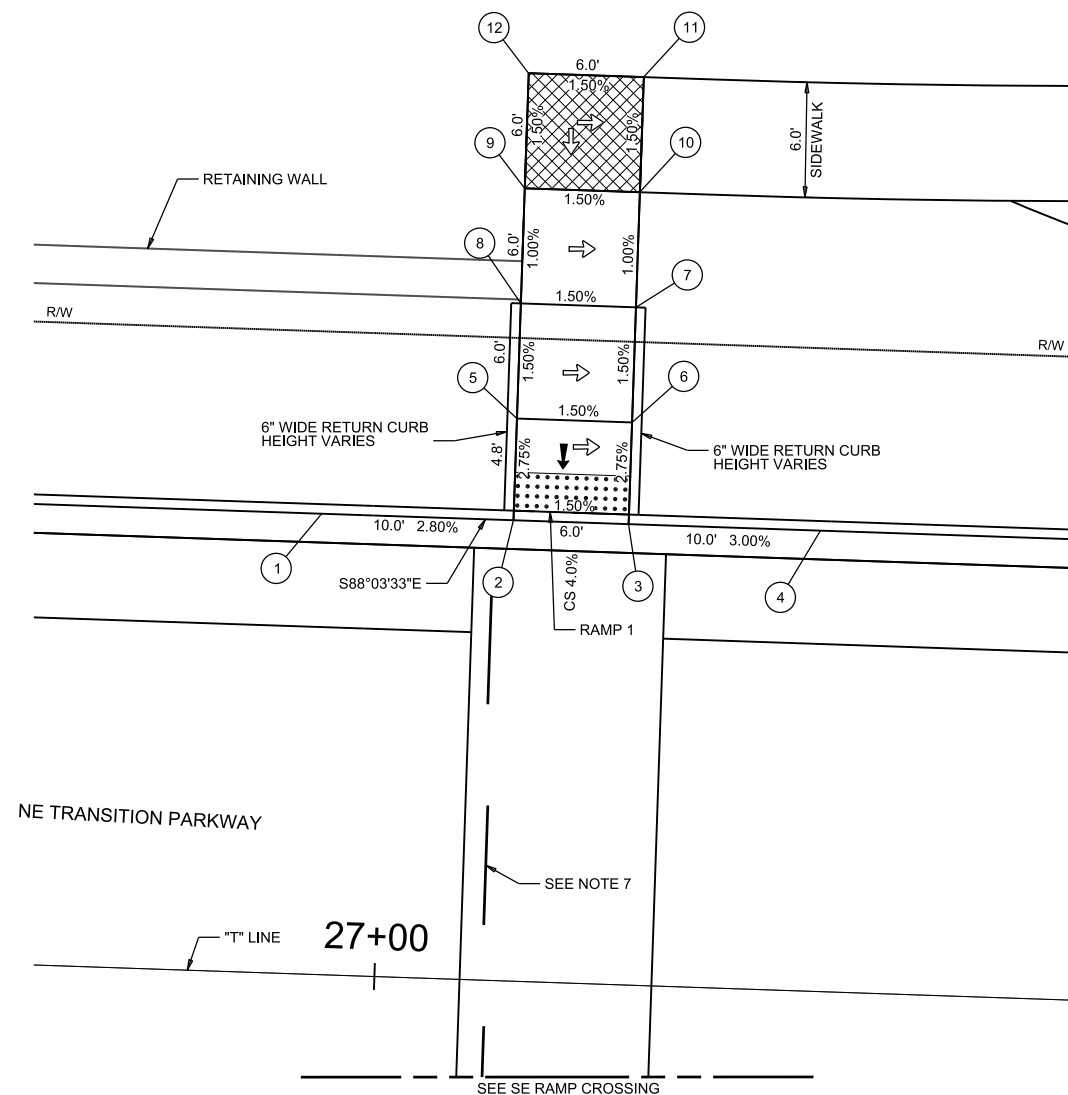 12
11
6.0'
1.50%
6.0'
1.50%
1.50%
6.0'
SIDEWALK
9
10
RETAINING WALL
1.50%
8
6.0'
1.00%
1.00%
7
1.50%
R/W
R/W
6.0'
1.50%
1.50%
5
6
1.50%
6" WIDE RETURN CURB
HEIGHT VARIES
4.8'
2.75%
2.75%
6" WIDE RETURN CURB
HEIGHT VARIES
1.50%
10.0' 2.80%
6.0'
10.0' 3.00%
1
S88°03'33"E
2
CS 4.0%
3
4
RAMP 1
NE TRANSITION PARKWAY
SEE NOTE 7
"T" LINE
27+00
SEE SE RAMP CROSSING